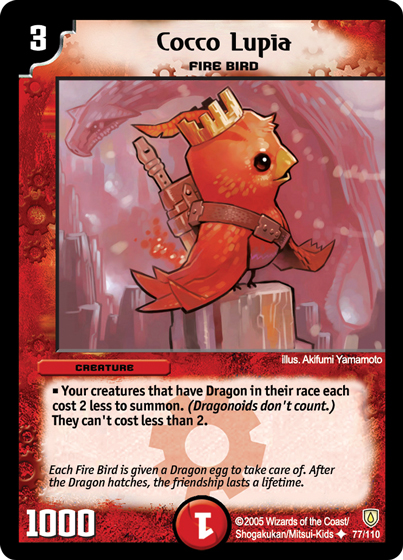 3
Cocco Lupia
FIRE BIRD
illus. Akifumi Yamamoto
CREATURE
▪ Your creatures that have Dragon in their race each
cost 2 less to summon. (Dragonoids don't count.)
They can't cost less than 2.
Each Fire Bird is given a Dragon egg to take care of. After
the Dragon hatches, the friendship lasts a lifetime.
1000
1
©2005 Wizards of the Coast/
Shogakukan/Mitsui-Kids ✦ 77/110